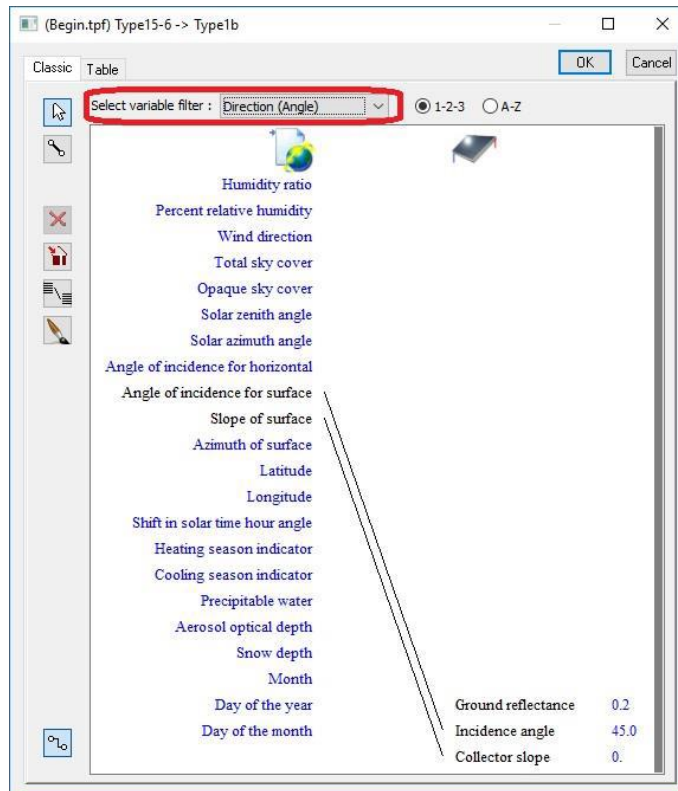 (Begin.tpf) Type15-6 -> Type1b
Classic Table OK Cancel
Select variable filter : Direction (Angle) 1-2-3 A-Z
Humidity ratio
Percent relative humidity
Wind direction
Total sky cover
Opaque sky cover
Solar zenith angle
Solar azimuth angle
Angle of incidence for horizontal
Angle of incidence for surface
Slope of surface
Azimuth of surface
Latitude
Longitude
Shift in solar time hour angle
Heating season indicator
Cooling season indicator
Precipitable water
Aerosol optical depth
Snow depth
Month
Day of the year Ground reflectance 0.2
Day of the month Incidence angle 45.0
Collector slope 0.